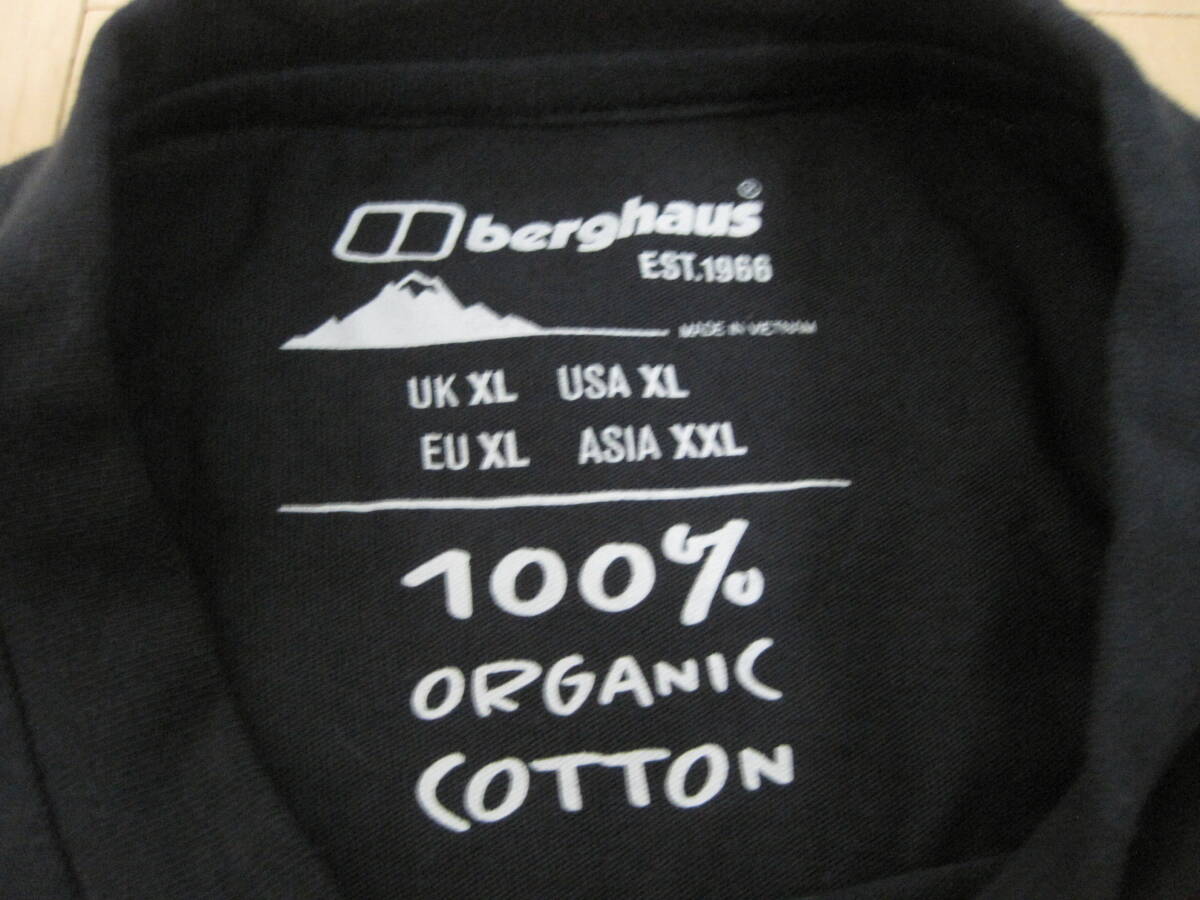 berghaus®
EST.1966
MADE IN VIETNAM
UK XL USA XL
EU XL ASIA XXL
100%
ORGANIC
COTTON